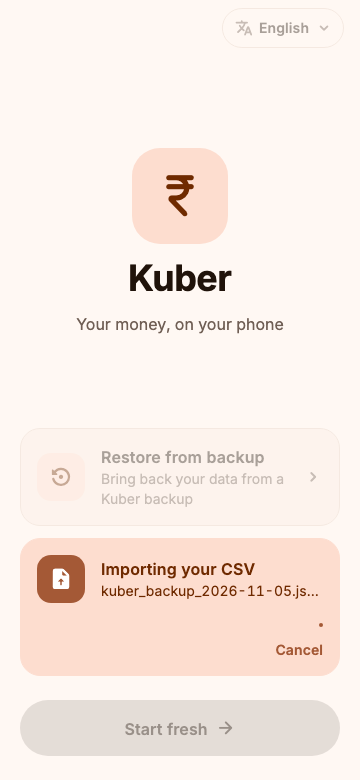 English
₹
Kuber
Your money, on your phone
Restore from backup
Bring back your data from a
Kuber backup
Importing your CSV
kuber_backup_2026-11-05.js...
Cancel
Start fresh